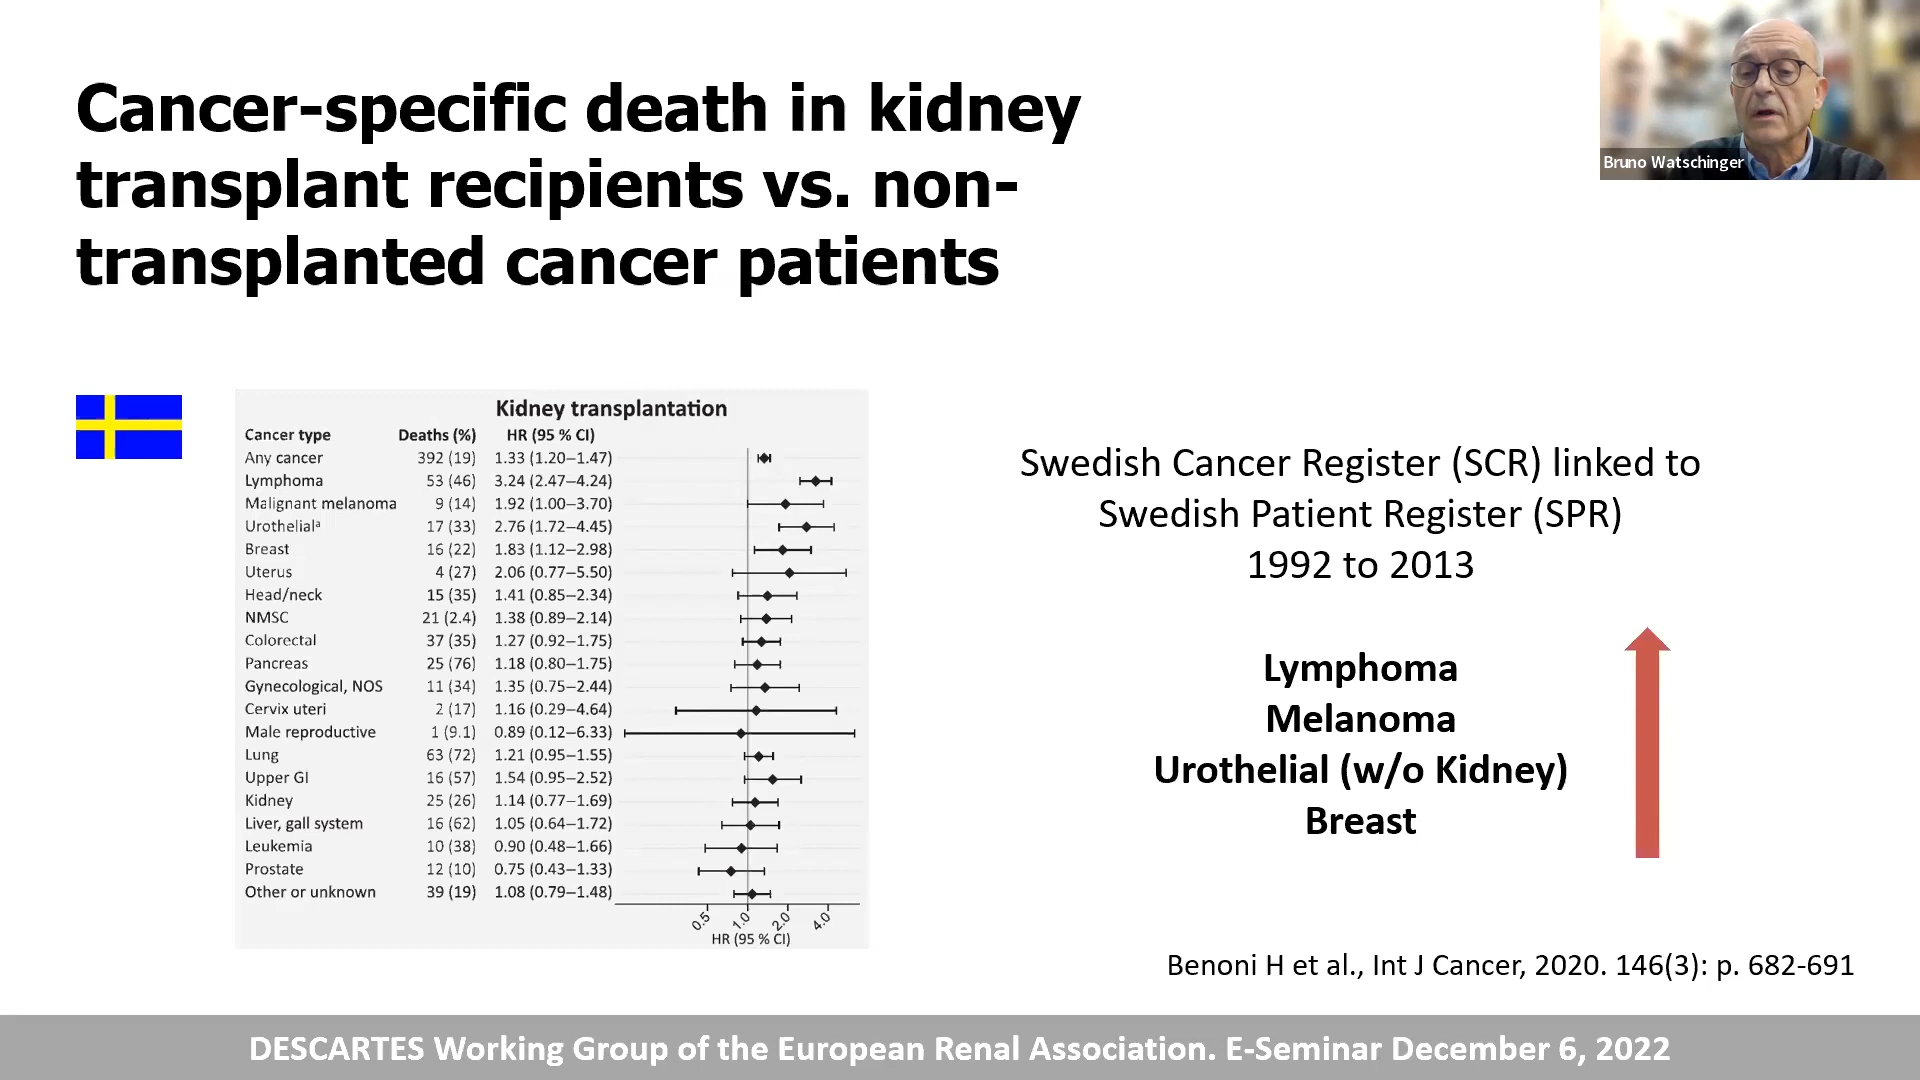 Cancer-specific death in kidney
transplant recipients vs. non-
transplanted cancer patients
Bruno Watschinger
Kidney transplantation
Cancer type Deaths (%) HR (95 % CI)
Any cancer 392 (19) 1.33 (1.20–1.47)
Lymphoma 53 (46) 3.24 (2.47–4.24)
Malignant melanoma 9 (14) 1.92 (1.00–3.70)
Urothelialᵃ 17 (33) 2.76 (1.72–4.45)
Breast 16 (22) 1.83 (1.12–2.98)
Uterus 4 (27) 2.06 (0.77–5.50)
Head/neck 15 (35) 1.41 (0.85–2.34)
NMSC 21 (2.4) 1.38 (0.89–2.14)
Colorectal 37 (35) 1.27 (0.92–1.75)
Pancreas 25 (76) 1.18 (0.80–1.75)
Gynecological, NOS 11 (34) 1.35 (0.75–2.44)
Cervix uteri 2 (17) 1.16 (0.29–4.64)
Male reproductive 1 (9.1) 0.89 (0.12–6.33)
Lung 63 (72) 1.21 (0.95–1.55)
Upper GI 16 (57) 1.54 (0.95–2.52)
Kidney 25 (26) 1.14 (0.77–1.69)
Liver, gall system 16 (62) 1.05 (0.64–1.72)
Leukemia 10 (38) 0.90 (0.48–1.66)
Prostate 12 (10) 0.75 (0.43–1.33)
Other or unknown 39 (19) 1.08 (0.79–1.48)
0.5 1.0 2.0 4.0
HR (95 % CI)
Swedish Cancer Register (SCR) linked to
Swedish Patient Register (SPR)
1992 to 2013
Lymphoma
Melanoma
Urothelial (w/o Kidney)
Breast
Benoni H et al., Int J Cancer, 2020. 146(3): p. 682-691
DESCARTES Working Group of the European Renal Association. E-Seminar December 6, 2022